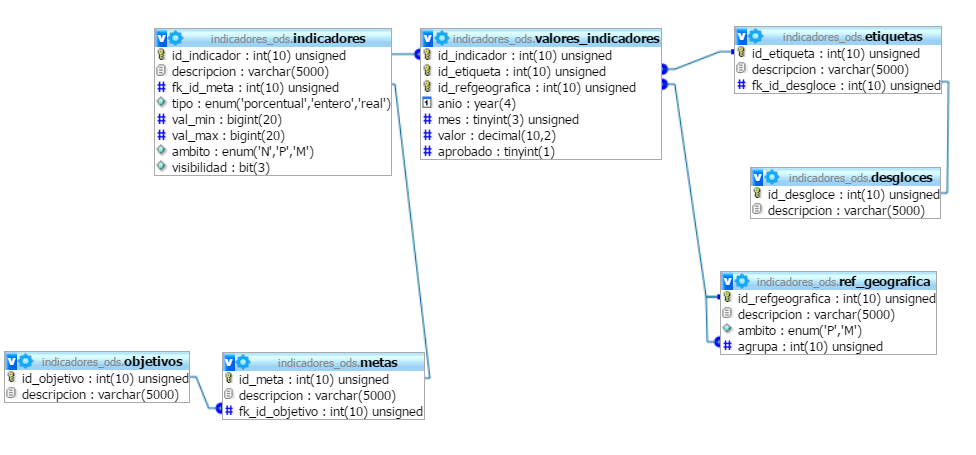 indicadores_ods.indicadores
id_indicador : int(10) unsigned
descripcion : varchar(5000)
fk_id_meta : int(10) unsigned
tipo : enum('porcentual','entero','real')
val_min : bigint(20)
val_max : bigint(20)
ambito : enum('N','P','M')
visibilidad : bit(3)
indicadores_ods.valores_indicadores
id_indicador : int(10) unsigned
id_etiqueta : int(10) unsigned
id_refgeografica : int(10) unsigned
anio : year(4)
mes : tinyint(3) unsigned
valor : decimal(10,2)
aprobado : tinyint(1)
indicadores_ods.etiquetas
id_etiqueta : int(10) unsigned
descripcion : varchar(5000)
fk_id_desgloce : int(10) unsigned
indicadores_ods.desgloces
id_desgloce : int(10) unsigned
descripcion : varchar(5000)
indicadores_ods.ref_geografica
id_refgeografica : int(10) unsigned
descripcion : varchar(5000)
ambito : enum('P','M')
agrupa : int(10) unsigned
indicadores_ods.objetivos
id_objetivo : int(10) unsigned
descripcion : varchar(5000)
indicadores_ods.metas
id_meta : int(10) unsigned
descripcion : varchar(5000)
fk_id_objetivo : int(10) unsigned